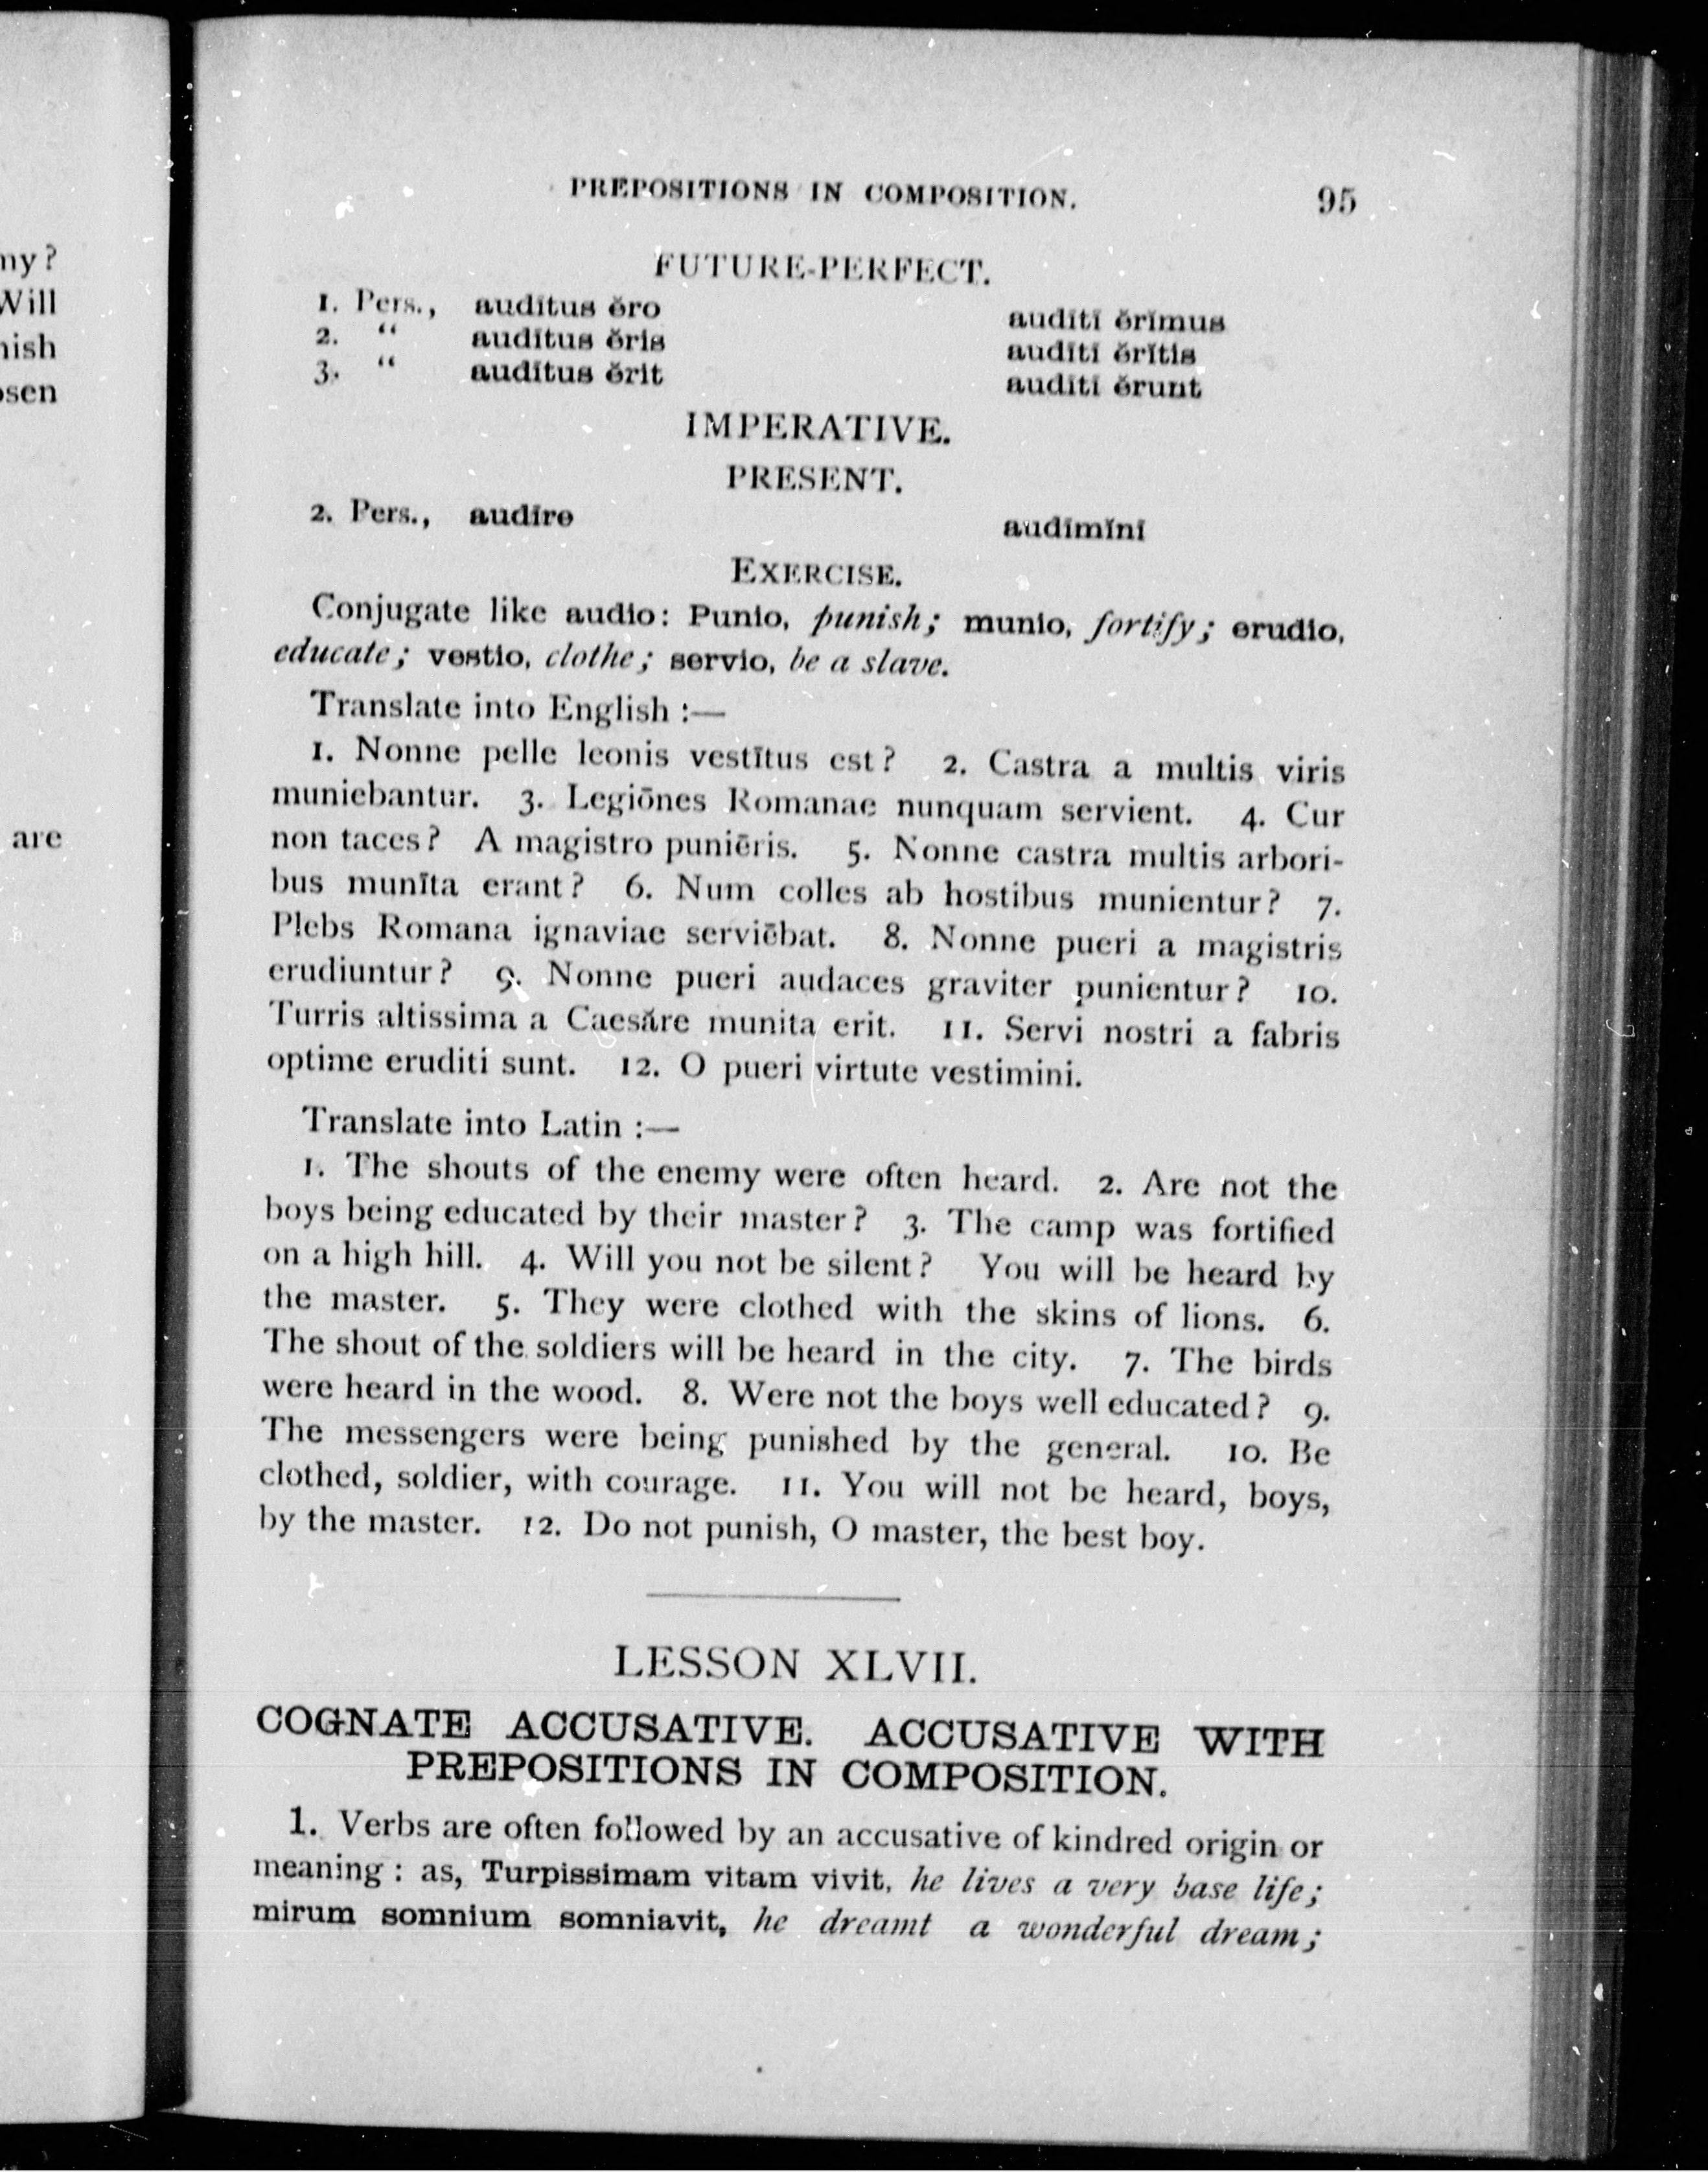 PREPOSITIONS IN COMPOSITION. 95
FUTURE-PERFECT.
1. Pers., audītus ĕro audītī ĕrĭmus
2. “ audītus ĕris audītī ĕrĭtis
3. “ audītus ĕrit audītī ĕrunt
IMPERATIVE.
PRESENT.
2. Pers., audīre audīmĭnī
EXERCISE.
Conjugate like audio: Punio, punish; munio, fortify; erudio,
educate; vestio, clothe; servio, be a slave.
Translate into English :—
1. Nonne pelle leonis vestītus est? 2. Castra a multis viris
muniebantur. 3. Legiōnes Romanae nunquam servient. 4. Cur
non taces? A magistro puniēris. 5. Nonne castra multis arbori-
bus munīta erant? 6. Num colles ab hostibus munientur? 7.
Plebs Romana ignaviae serviēbat. 8. Nonne pueri a magistris
erudiuntur? 9. Nonne pueri audaces graviter punientur? 10.
Turris altissima a Caesăre munita erit. 11. Servi nostri a fabris
optime eruditi sunt. 12. O pueri virtute vestimini.
Translate into Latin :—
1. The shouts of the enemy were often heard. 2. Are not the
boys being educated by their master? 3. The camp was fortified
on a high hill. 4. Will you not be silent? You will be heard by
the master. 5. They were clothed with the skins of lions. 6.
The shout of the soldiers will be heard in the city. 7. The birds
were heard in the wood. 8. Were not the boys well educated? 9.
The messengers were being punished by the general. 10. Be
clothed, soldier, with courage. 11. You will not be heard, boys,
by the master. 12. Do not punish, O master, the best boy.
LESSON XLVII.
COGNATE ACCUSATIVE. ACCUSATIVE WITH
PREPOSITIONS IN COMPOSITION.
1. Verbs are often followed by an accusative of kindred origin or
meaning : as, Turpissimam vitam vivit, he lives a very base life;
mirum somnium somniavit, he dreamt a wonderful dream;